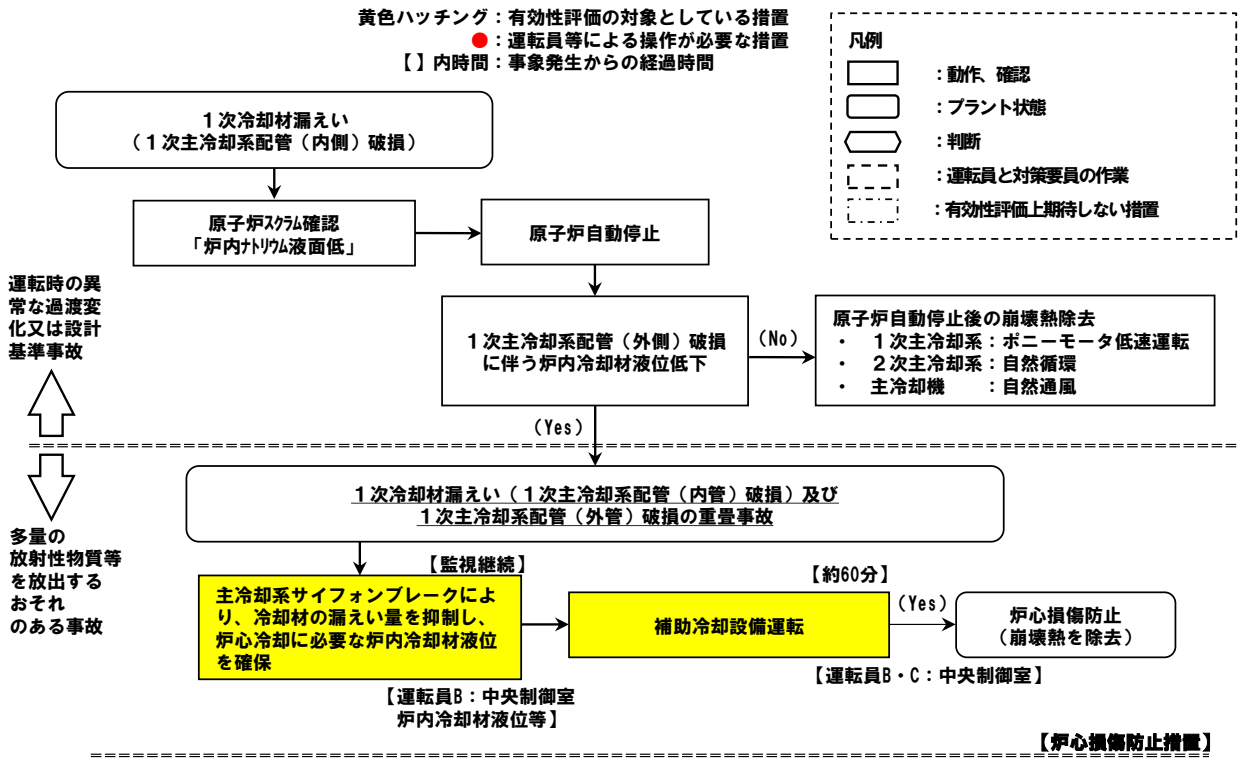 黄色ハッチング：有効性評価の対象としている措置
●：運転員等による操作が必要な措置
【 】内時間：事象発生からの経過時間
凡例
：動作、確認
：プラント状態
：判断
：運転員と対策要員の作業
：有効性評価上期待しない措置
１次冷却材漏えい
（１次主冷却系配管（内側）破損）
原子炉スクラム確認
「炉内ナトリウム液面低」
原子炉自動停止
運転時の異
常な過渡変
化又は設計
基準事故
１次主冷却系配管（外側）破損
に伴う炉内冷却材液位低下
（No）
原子炉自動停止後の崩壊熱除去
・　１次主冷却系：ポニーモータ低速運転
・　２次主冷却系：自然循環
・　主冷却機　　：自然通風
（Yes）
１次冷却材漏えい（１次主冷却系配管（内管）破損）及び
１次主冷却系配管（外管）破損の重畳事故
多量の
放射性物質等
を放出する
おそれ
のある事故
【監視継続】
主冷却系サイフォンブレークによ
り、冷却材の漏えい量を抑制し、
炉心冷却に必要な炉内冷却材液位
を確保
【運転員B：中央制御室
炉内冷却材液位等】
【約60分】
補助冷却設備運転
（Yes）
【運転員B・C：中央制御室】
炉心損傷防止
（崩壊熱を除去）
【炉心損傷防止措置】